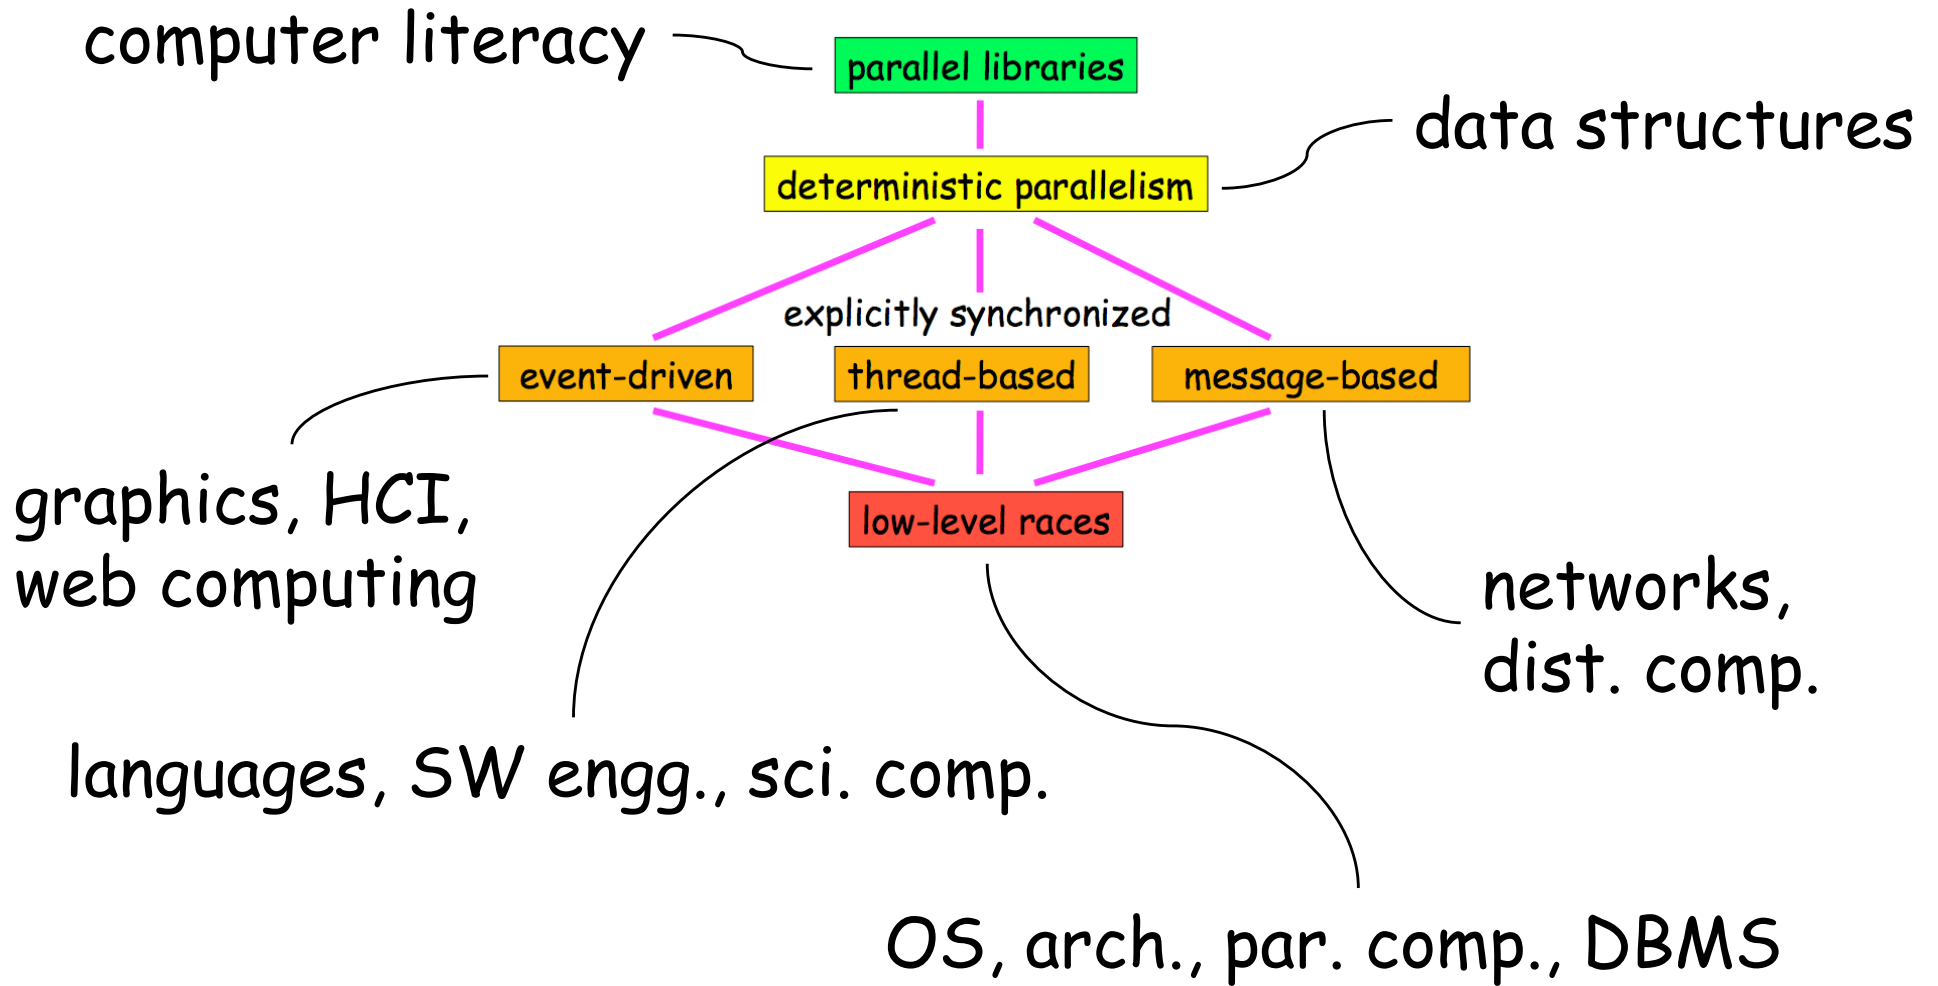 computer literacy
parallel libraries
data structures
deterministic parallelism
explicitly synchronized
event-driven
thread-based
message-based
graphics, HCI,
web computing
low-level races
networks,
dist. comp.
languages, SW engg., sci. comp.
OS, arch., par. comp., DBMS